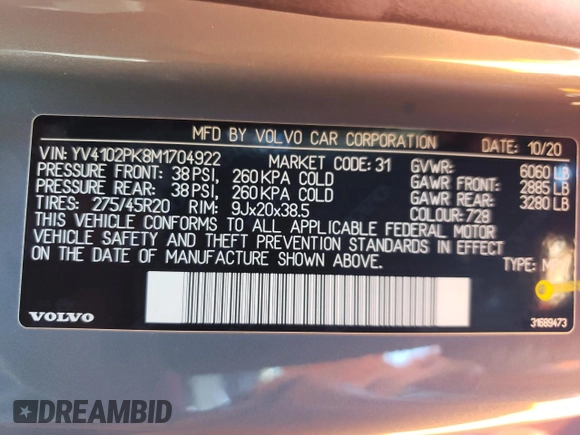 MFD BY VOLVO CAR CORPORATION DATE: 10/20
VIN: YV4102PK8M1704922 MARKET CODE: 31 GVWR: 6060 LB
PRESSURE FRONT: 38 PSI, 260 KPA COLD GAWR FRONT: 2885 LB
PRESSURE REAR: 38 PSI, 260 KPA COLD GAWR REAR: 3280 LB
TIRES: 275/45R20 RIM: 9Jx20x38.5 COLOUR: 728
THIS VEHICLE CONFORMS TO ALL APPLICABLE FEDERAL MOTOR
VEHICLE SAFETY AND THEFT PREVENTION STANDARDS IN EFFECT
ON THE DATE OF MANUFACTURE SHOWN ABOVE. TYPE:
VOLVO 31689473
DREAMBID